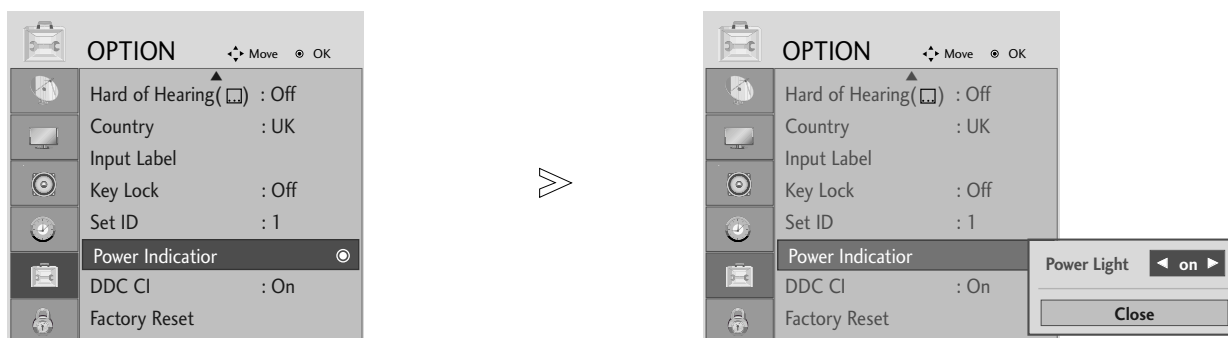 OPTION Move OK
Hard of Hearing( ) : Off
Country : UK
Input Label
Key Lock : Off
Set ID : 1
Power Indicatior
DDC CI : On
Factory Reset
OPTION Move OK
Hard of Hearing( ) : Off
Country : UK
Input Label
Key Lock : Off
Set ID : 1
Power Indicatior
DDC CI : On
Factory Reset
Power Light ◄ on ►
Close